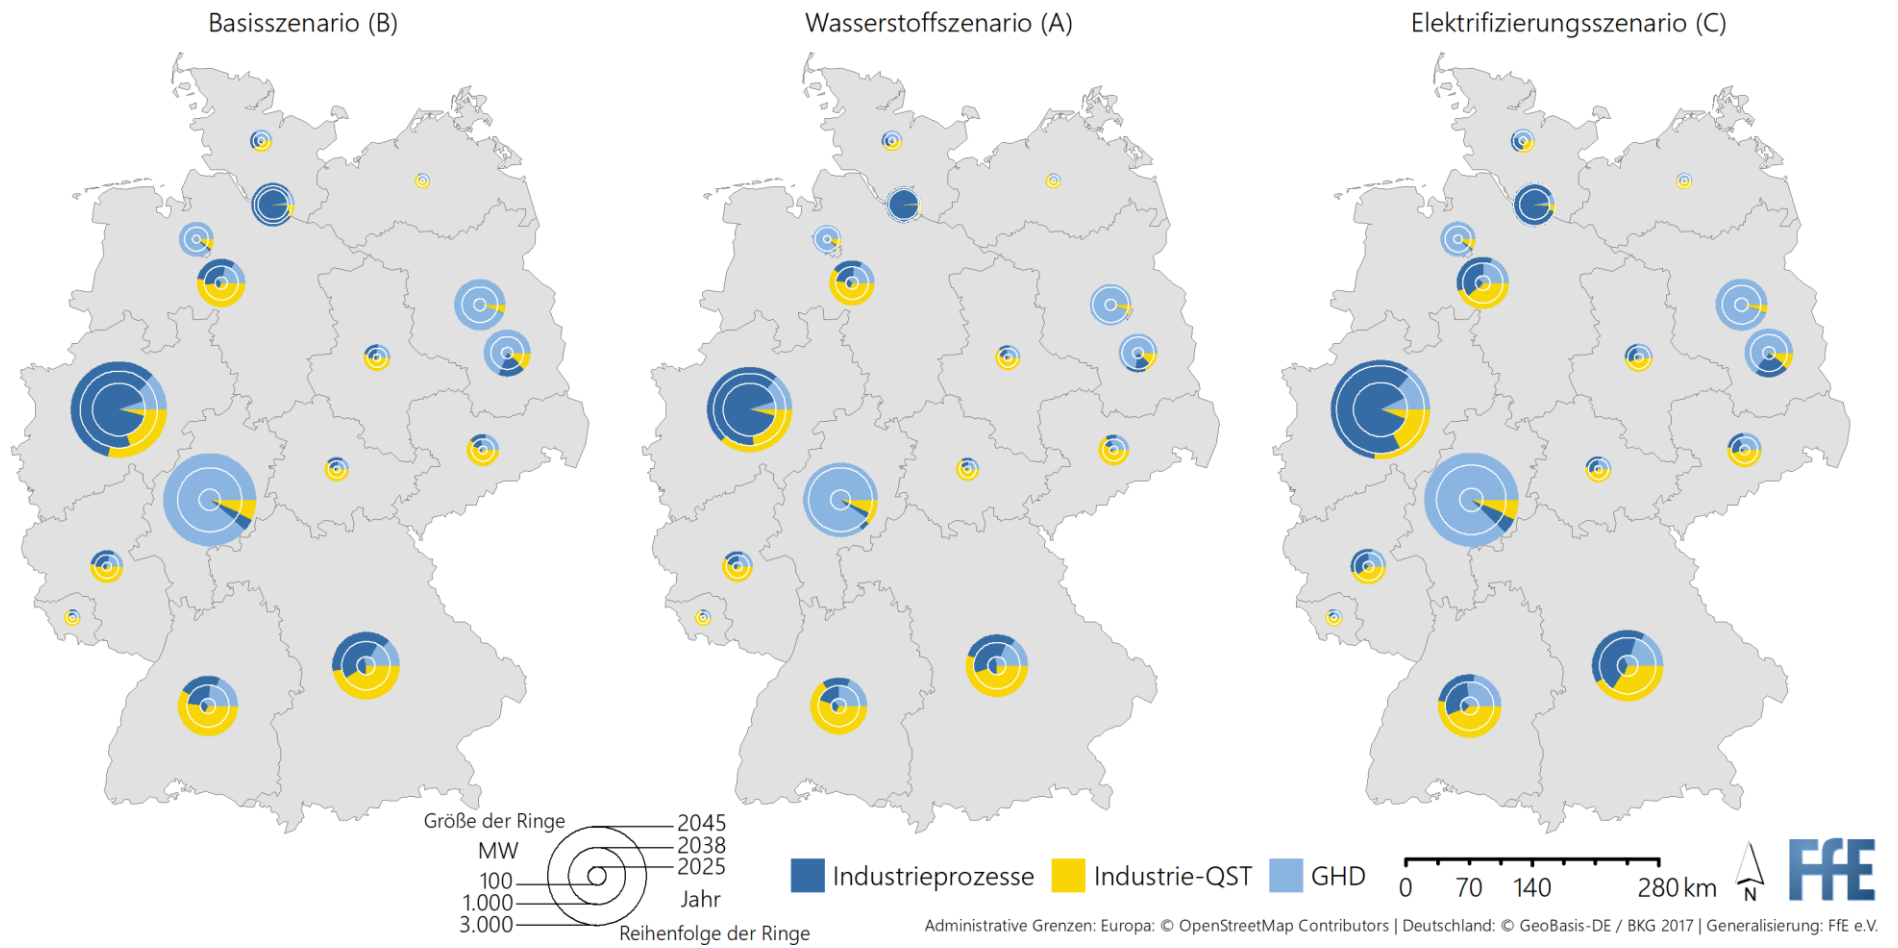 Basisszenario (B)
Wasserstoffszenario (A)
Elektrifizierungsszenario (C)
Größe der Ringe
MW
100
1.000
3.000
2045
2038
2025
Jahr
Reihenfolge der Ringe
Industrieprozesse
Industrie-QST
GHD
0 70 140 280 km
N
FfE
Administrative Grenzen: Europa: © OpenStreetMap Contributors | Deutschland: © GeoBasis-DE / BKG 2017 | Generalisierung: FfE e.V.